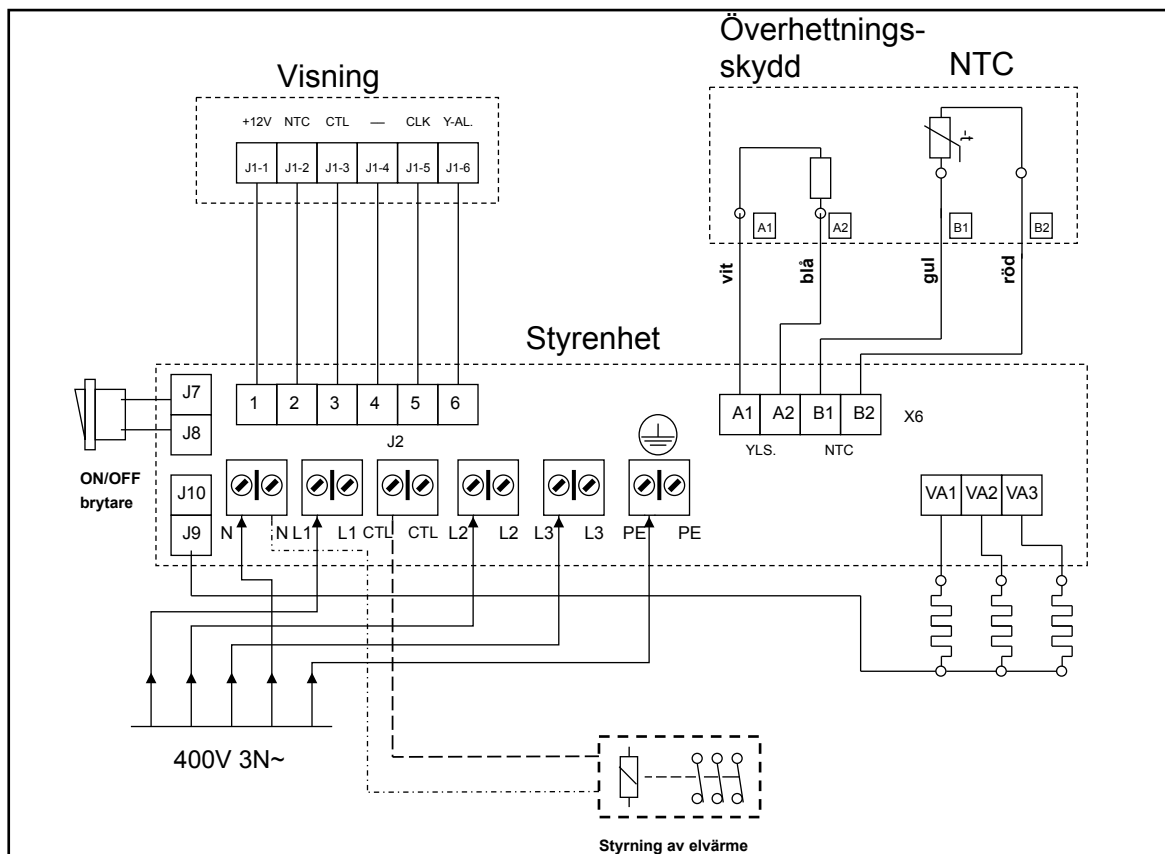 Överhettnings-
skydd
NTC
Visning
+12V NTC CTL — CLK Y-AL.
J1-1 J1-2 J1-3 J1-4 J1-5 J1-6
A1 A2 B1 B2
vit blå gul röd
Styrenhet
J7
J8
1 2 3 4 5 6
J2
A1 A2 B1 B2 X6
YLS. NTC
ON/OFF
brytare
J10
J9
N N L1 L1 CTL CTL L2 L2 L3 L3 PE PE
VA1 VA2 VA3
400V 3N~
Styrning av elvärme